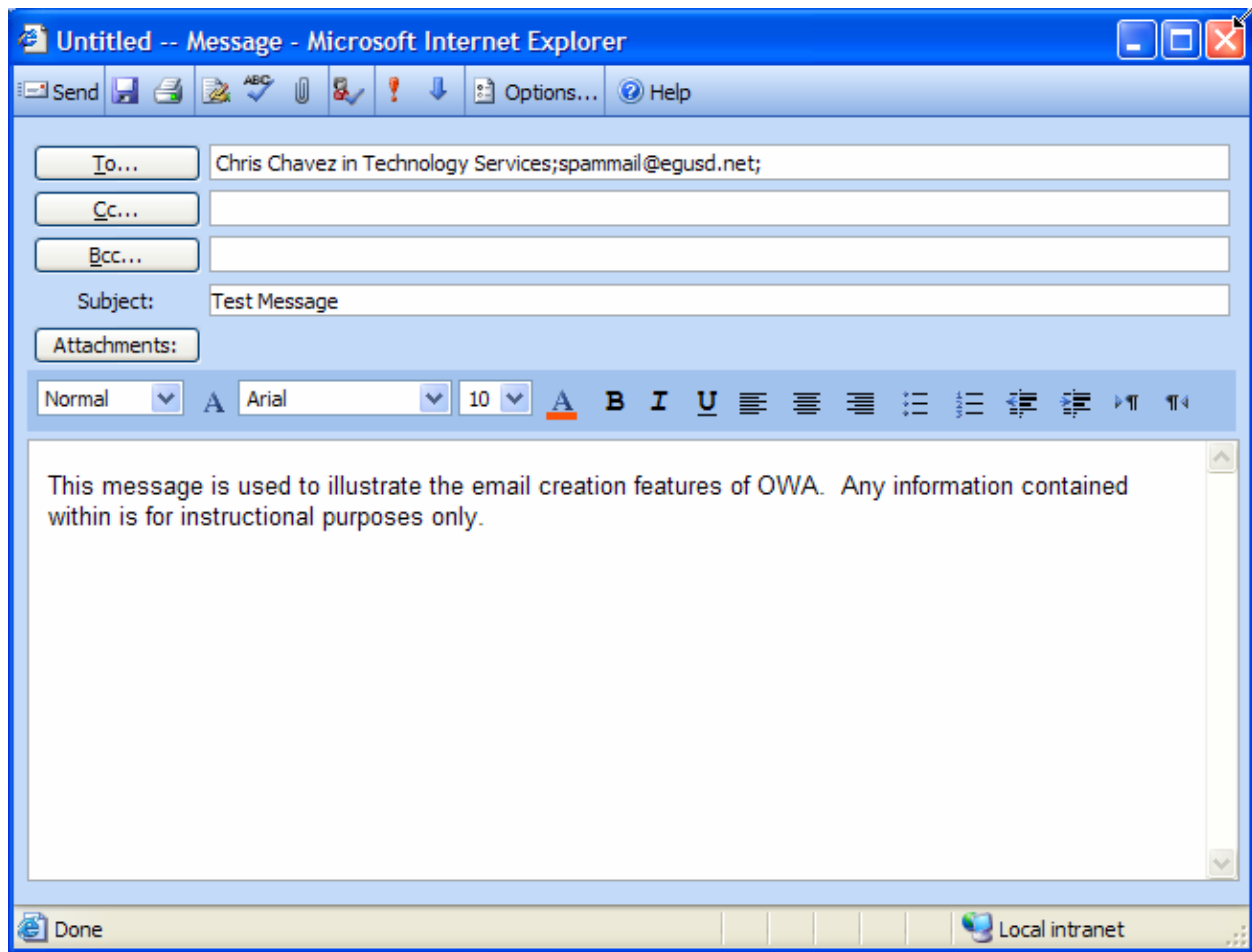 Untitled -- Message - Microsoft Internet Explorer
Send ABC Options... Help
To... Chris Chavez in Technology Services;spammail@egusd.net;
Cc...
Bcc...
Subject: Test Message
Attachments:
Normal A Arial 10 A B I U
This message is used to illustrate the email creation features of OWA.  Any information contained
within is for instructional purposes only.
Done Local intranet